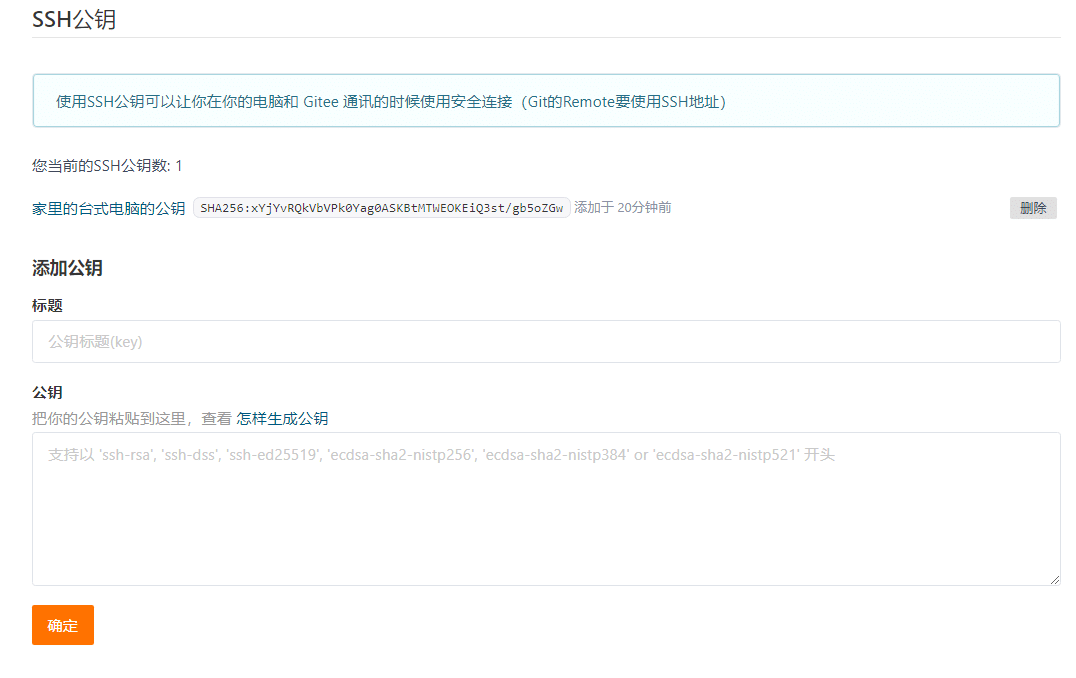 SSH公钥
使用SSH公钥可以让你在你的电脑和 Gitee 通讯的时候使用安全连接（Git的Remote要使用SSH地址）
您当前的SSH公钥数: 1
家里的台式电脑的公钥 SHA256:xYjYvRQkVbVPk0Yag0ASKBtMTWEOKEiQ3st/gb5oZGw 添加于 20分钟前 删除
添加公钥
标题
公钥标题(key)
公钥
把你的公钥粘贴到这里，查看 怎样生成公钥
支持以 'ssh-rsa', 'ssh-dss', 'ssh-ed25519', 'ecdsa-sha2-nistp256', 'ecdsa-sha2-nistp384' or 'ecdsa-sha2-nistp521' 开头
确定